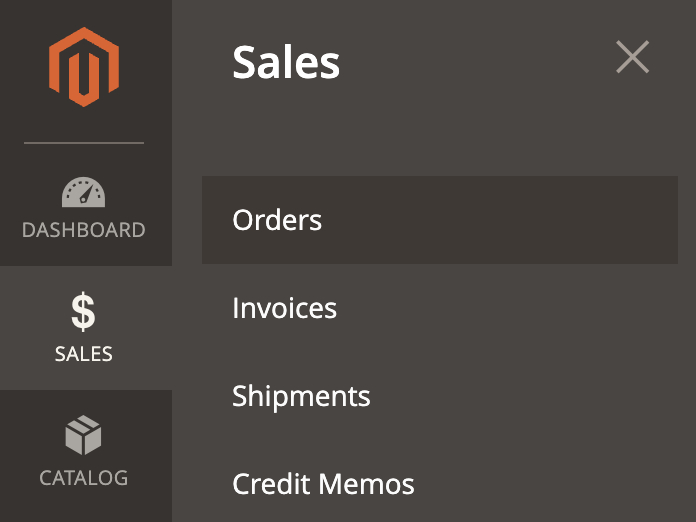 Sales
DASHBOARD
Orders
SALES
Invoices
Shipments
CATALOG
Credit Memos